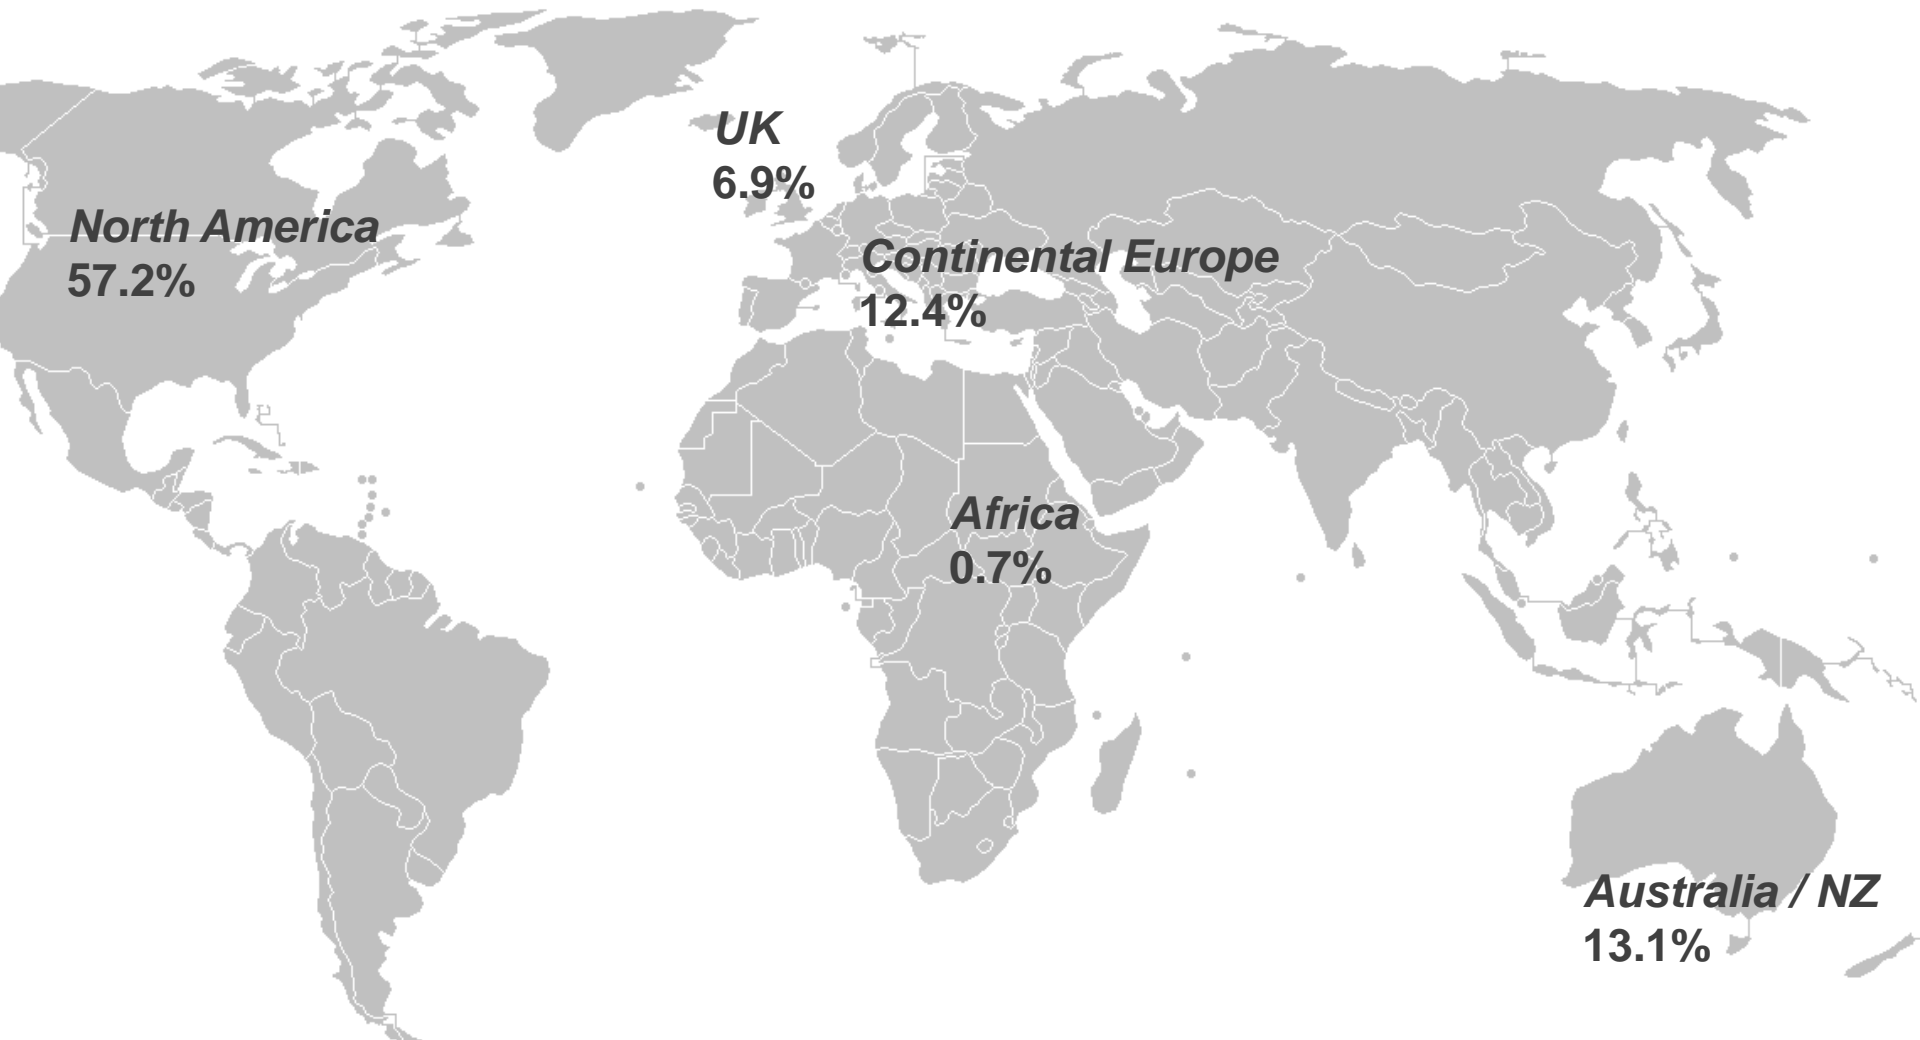 UK
6.9%
North America
57.2%
Continental Europe
12.4%
Africa
0.7%
Australia / NZ
13.1%